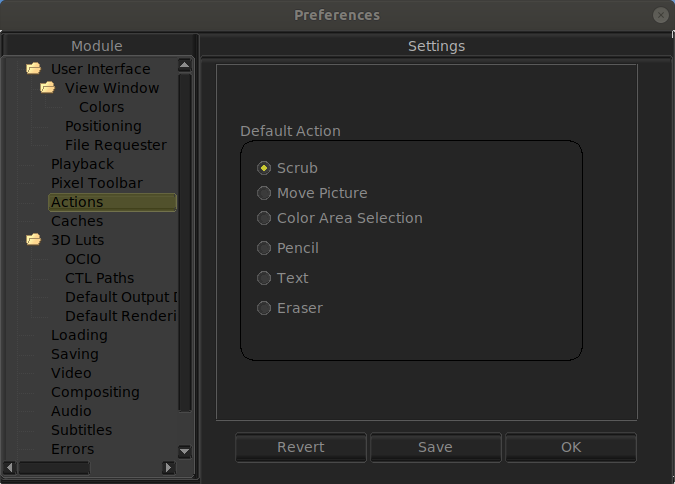 Preferences
Module
Settings
User Interface
View Window
Colors
Positioning
File Requester
Playback
Pixel Toolbar
Actions
Caches
3D Luts
OCIO
CTL Paths
Default Output D
Default Renderi
Loading
Saving
Video
Compositing
Audio
Subtitles
Errors
Default Action
Scrub
Move Picture
Color Area Selection
Pencil
Text
Eraser
Revert
Save
OK